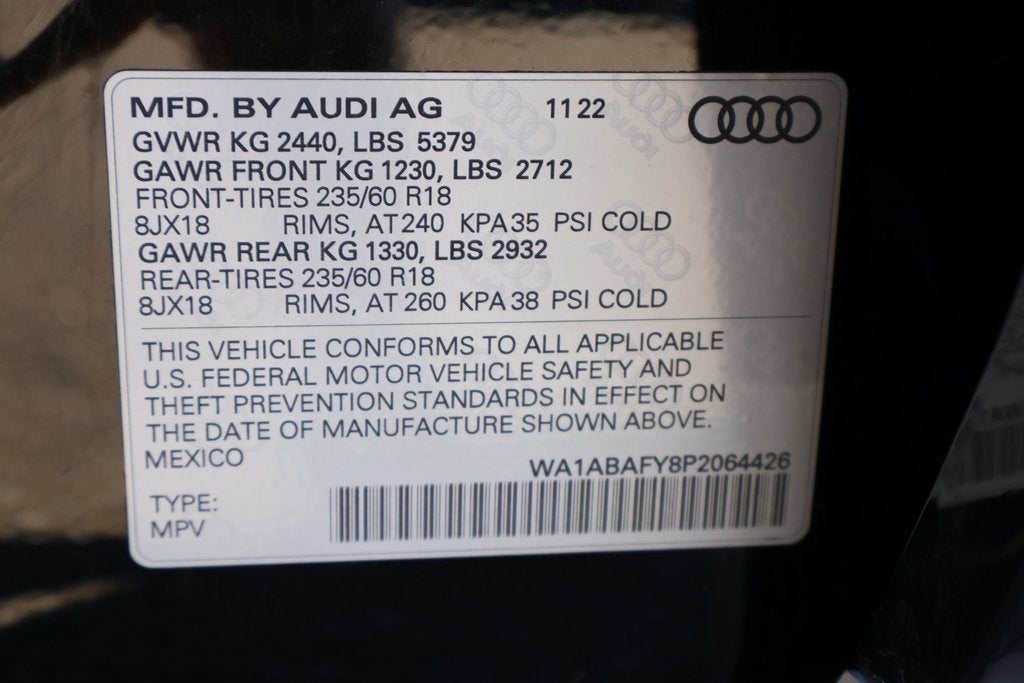 MFD. BY AUDI AG 11 22
GVWR KG 2440, LBS 5379
GAWR FRONT KG 1230, LBS 2712
FRONT-TIRES 235/60 R18
8JX18 RIMS, AT 240 KPA 35 PSI COLD
GAWR REAR KG 1330, LBS 2932
REAR-TIRES 235/60 R18
8JX18 RIMS, AT 260 KPA 38 PSI COLD
THIS VEHICLE CONFORMS TO ALL APPLICABLE
U.S. FEDERAL MOTOR VEHICLE SAFETY AND
THEFT PREVENTION STANDARDS IN EFFECT ON
THE DATE OF MANUFACTURE SHOWN ABOVE.
MEXICO
WA1ABAFY8P2064426
TYPE:
MPV